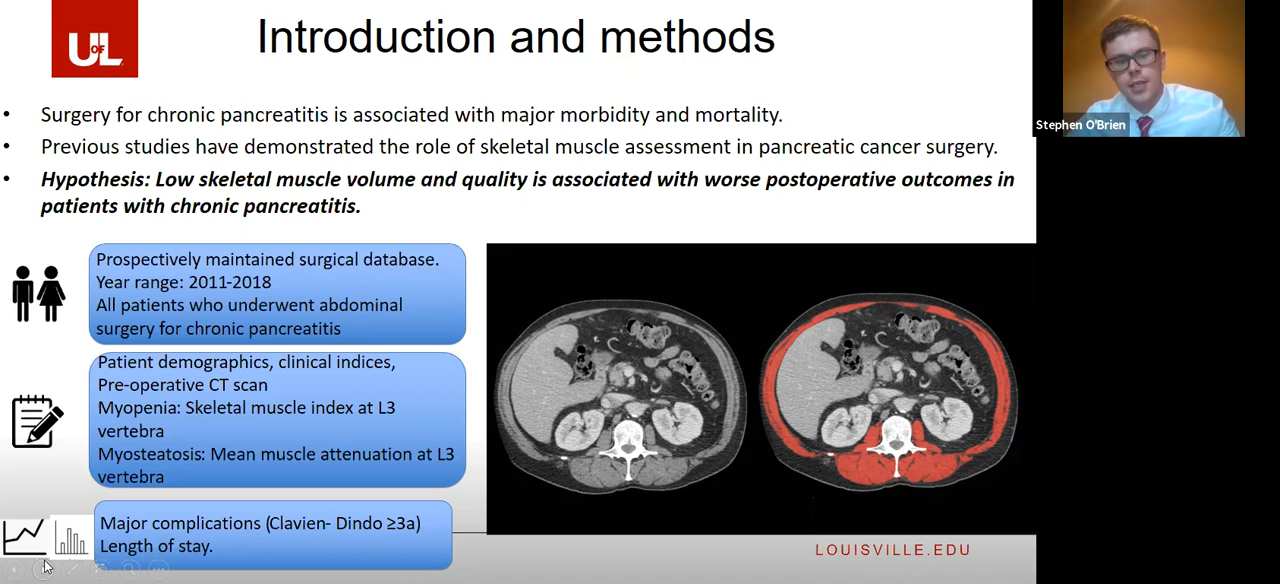 U OF L
Introduction and methods
• Surgery for chronic pancreatitis is associated with major morbidity and mortality.
• Previous studies have demonstrated the role of skeletal muscle assessment in pancreatic cancer surgery.
• Hypothesis: Low skeletal muscle volume and quality is associated with worse postoperative outcomes in
patients with chronic pancreatitis.
Prospectively maintained surgical database.
Year range: 2011-2018
All patients who underwent abdominal
surgery for chronic pancreatitis
Patient demographics, clinical indices,
Pre-operative CT scan
Myopenia: Skeletal muscle index at L3
vertebra
Myosteatosis: Mean muscle attenuation at L3
vertebra
Major complications (Clavien- Dindo ≥3a)
Length of stay.
LOUISVILLE.EDU
Stephen O'Brien